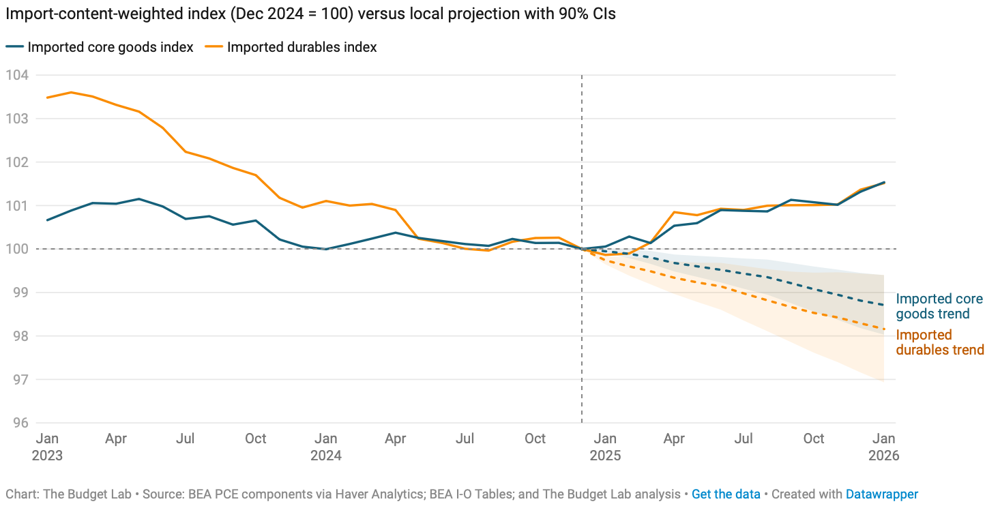 Import-content-weighted index (Dec 2024 = 100) versus local projection with 90% CIs
Imported core goods index Imported durables index
104
103
102
101
100
99
98
97
96
Imported core
goods trend
Imported
durables trend
Jan Apr Jul Oct Jan Apr Jul Oct Jan Apr Jul Oct Jan
2023 2024 2025 2026
Chart: The Budget Lab • Source: BEA PCE components via Haver Analytics; BEA I-O Tables; and The Budget Lab analysis • Get the data • Created with Datawrapper